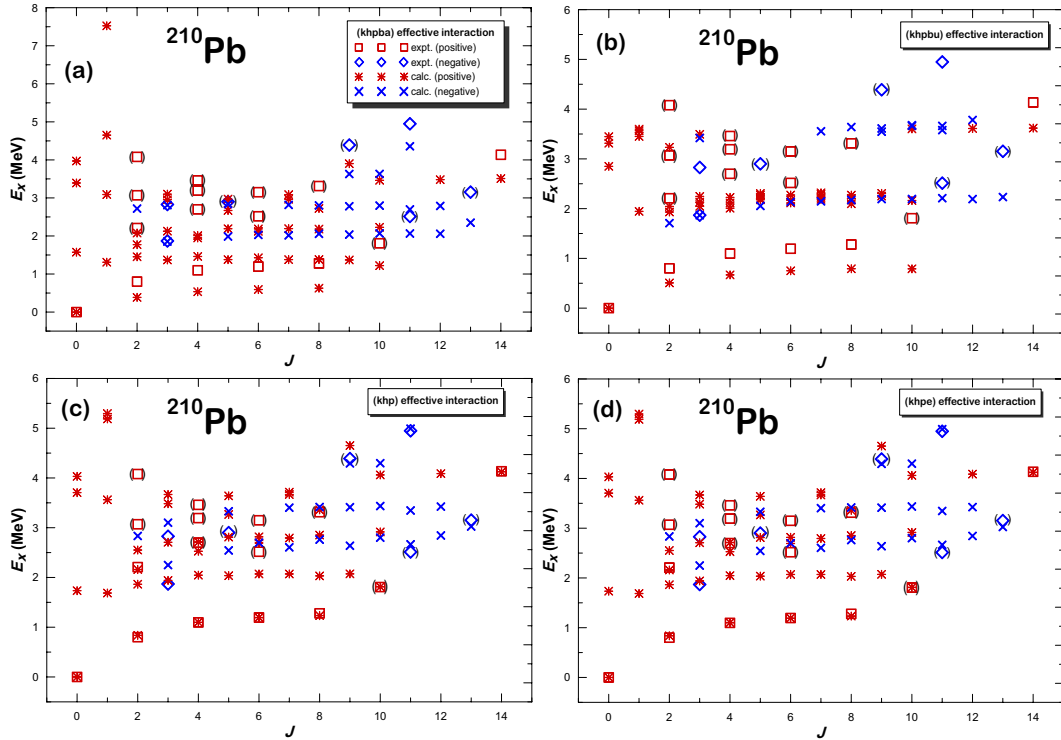 (a)
²¹⁰Pb
(khpba) effective interaction
expt. (positive)
expt. (negative)
calc. (positive)
calc. (negative)
8
7
6
5
4
3
2
1
0
Eₓ (MeV)
0 2 4 6 8 10 12 14
J
(b)
²¹⁰Pb
(khpbu) effective interaction
6
5
4
3
2
1
0
Eₓ (MeV)
0 2 4 6 8 10 12 14
J
(c)
²¹⁰Pb
(khp) effective interaction
6
5
4
3
2
1
0
Eₓ (MeV)
0 2 4 6 8 10 12 14
J
(d)
²¹⁰Pb
(khpe) effective interaction
6
5
4
3
2
1
0
Eₓ (MeV)
0 2 4 6 8 10 12 14
J